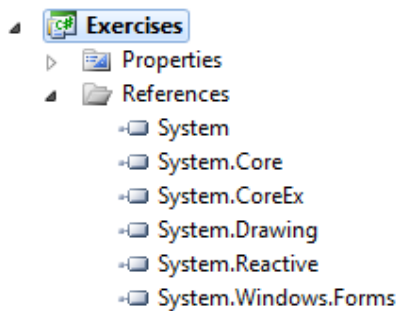 Exercises
Properties
References
System
System.Core
System.CoreEx
System.Drawing
System.Reactive
System.Windows.Forms